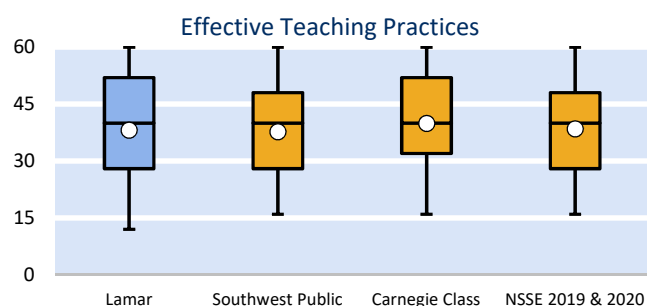 Effective Teaching Practices
60
45
30
15
0
Lamar Southwest Public Carnegie Class NSSE 2019 & 2020